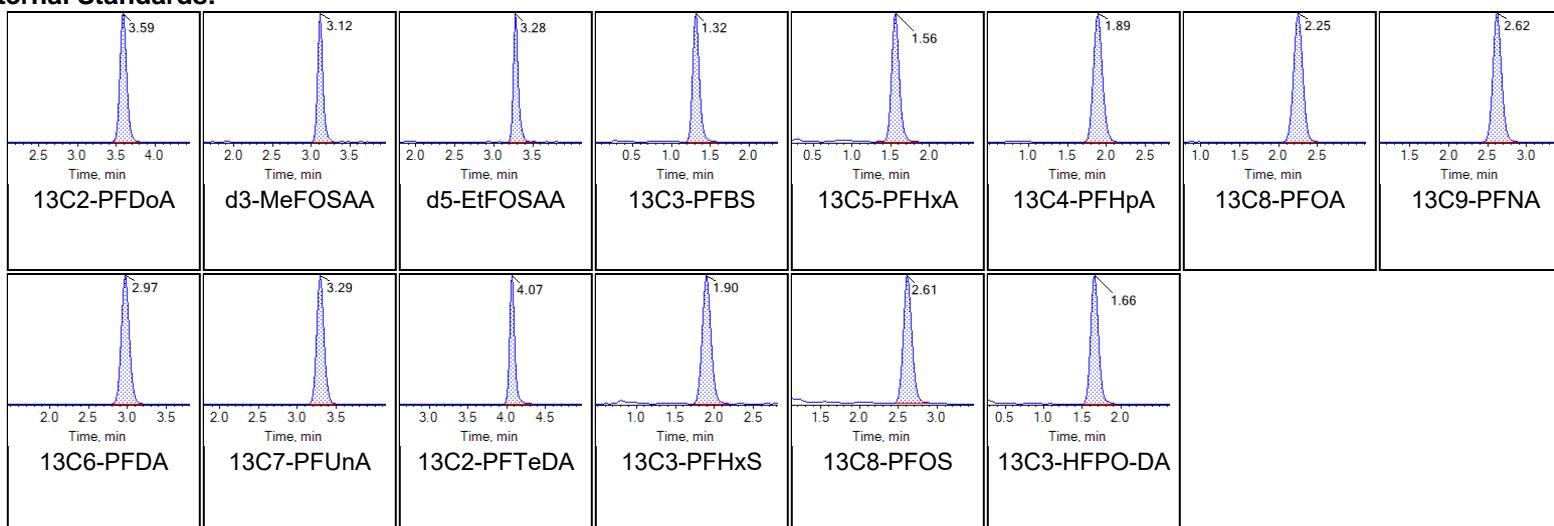 ternal Standards:
3.59
3.12
3.28
1.32
1.56
1.89
2.25
2.62
2.5 3.0 3.5 4.0
2.0 2.5 3.0 3.5
2.0 2.5 3.0 3.5
0.5 1.0 1.5 2.0
0.5 1.0 1.5 2.0
1.0 1.5 2.0 2.5
1.0 1.5 2.0 2.5
1.5 2.0 2.5 3.0
Time, min
Time, min
Time, min
Time, min
Time, min
Time, min
Time, min
Time, min
13C2-PFDoA
d3-MeFOSAA
d5-EtFOSAA
13C3-PFBS
13C5-PFHxA
13C4-PFHpA
13C8-PFOA
13C9-PFNA
2.97
3.29
4.07
1.90
2.61
1.66
2.0 2.5 3.0 3.5
2.0 2.5 3.0 3.5
3.0 3.5 4.0 4.5
1.0 1.5 2.0 2.5
1.5 2.0 2.5 3.0
0.5 1.0 1.5 2.0
Time, min
Time, min
Time, min
Time, min
Time, min
Time, min
13C6-PFDA
13C7-PFUnA
13C2-PFTeDA
13C3-PFHxS
13C8-PFOS
13C3-HFPO-DA